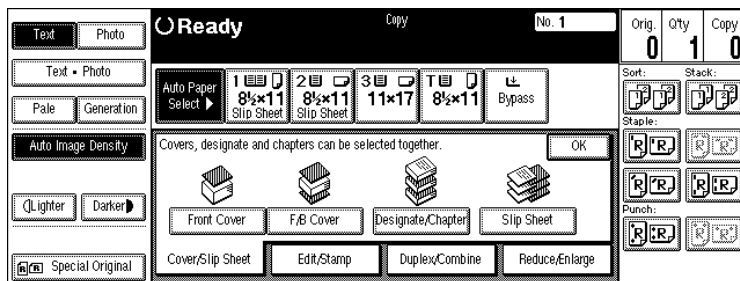 Text
Photo
Text • Photo
Pale
Generation
Auto Image Density
Lighter
Darker
Special Original
Ready
Copy
No. 1
Auto Paper
Select
1
8½×11
Slip Sheet
2
8½×11
Slip Sheet
3
11×17
T
8½×11
Bypass
Covers, designate and chapters can be selected together.
OK
Front Cover
F/B Cover
Designate/Chapter
Slip Sheet
Cover/Slip Sheet
Edit/Stamp
Duplex/Combine
Reduce/Enlarge
Orig.
Q'ty
Copy
0
1
0
Sort:
Stack:
Staple:
Punch: